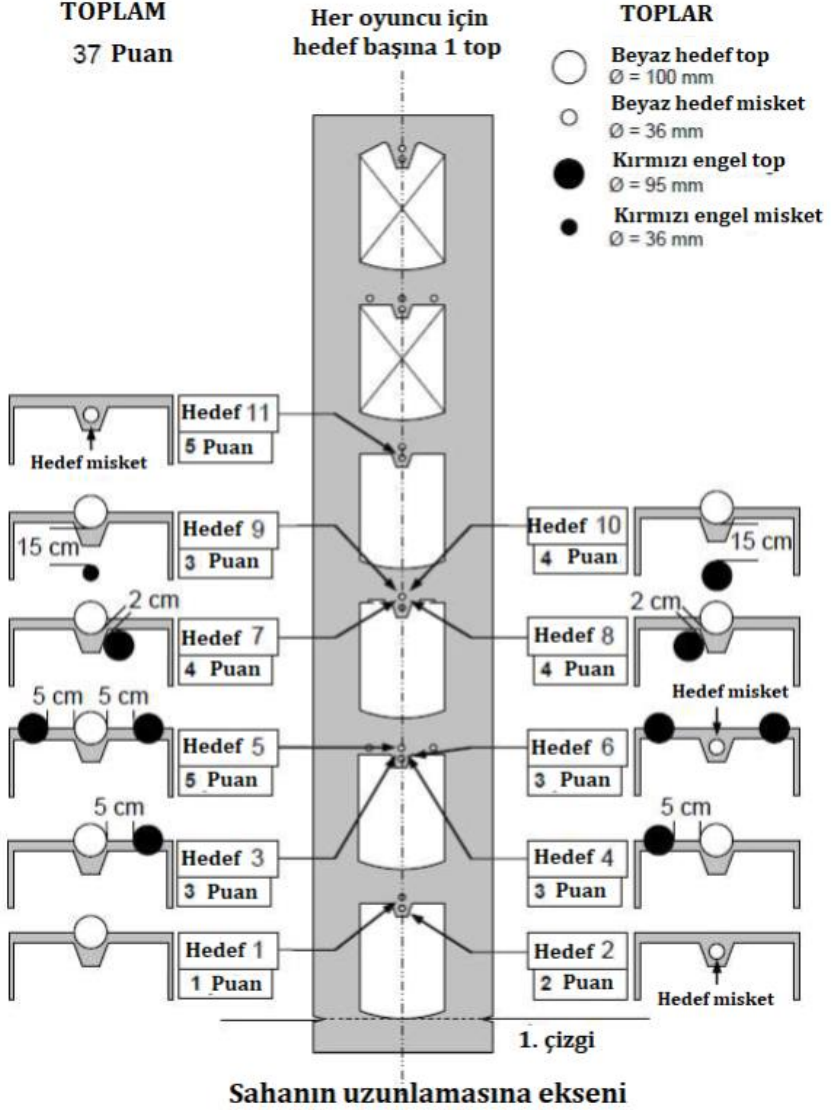 TOPLAM
37 Puan
Her oyuncu için
hedef başına 1 top
TOPLAR
Beyaz hedef top
Ø = 100 mm
Beyaz hedef misket
Ø = 36 mm
Kırmızı engel top
Ø = 95 mm
Kırmızı engel misket
Ø = 36 mm
Hedef 11
5 Puan
Hedef misket
Hedef 9
3 Puan
15 cm
Hedef 10
4 Puan
15 cm
2 cm
Hedef 7
4 Puan
2 cm
Hedef 8
4 Puan
5 cm 5 cm
Hedef 5
5 Puan
Hedef misket
Hedef 6
3 Puan
5 cm
Hedef 3
3 Puan
5 cm
Hedef 4
3 Puan
Hedef 1
1 Puan
Hedef 2
2 Puan
Hedef misket
1. çizgi
Sahanın uzunlamasına ekseni